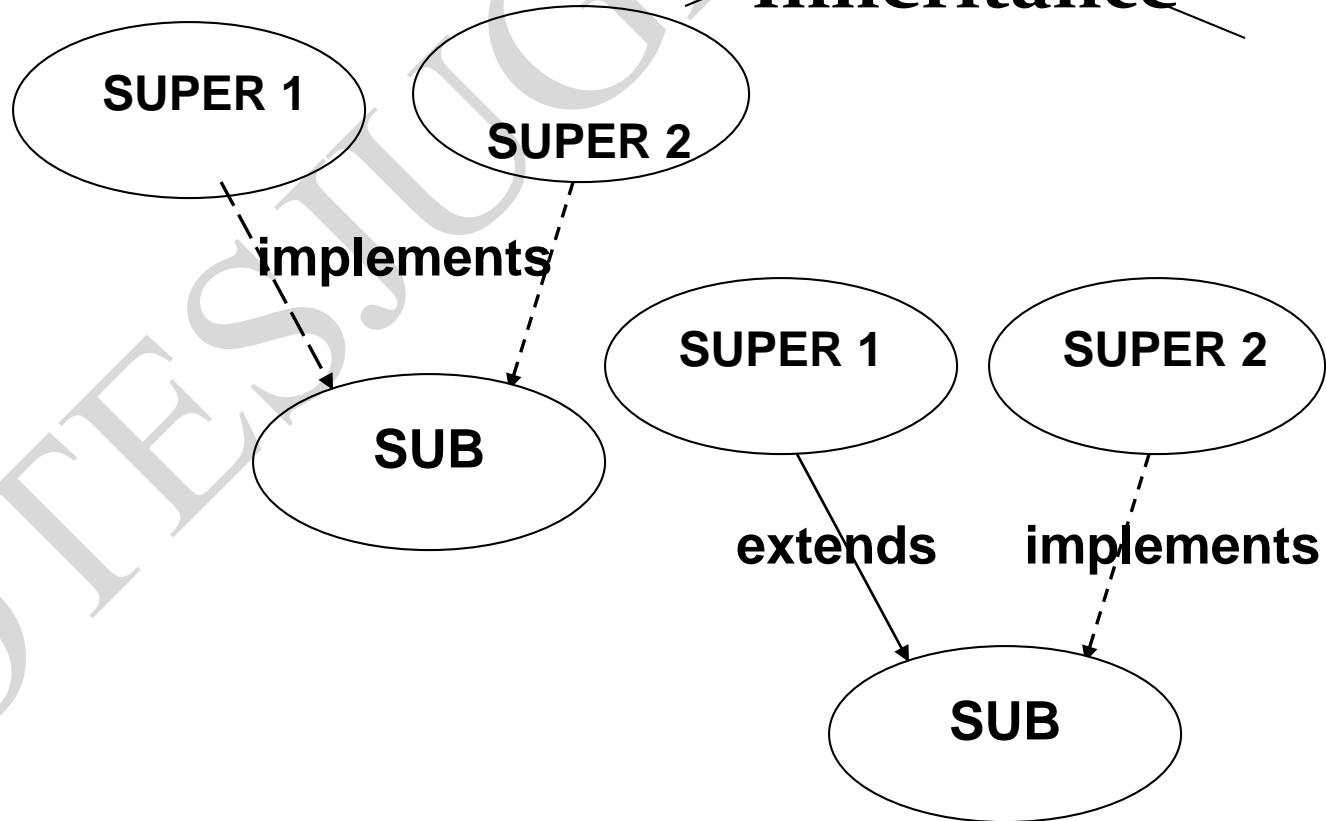 inheritance
SUPER 1
SUPER 2
implements
SUB
SUPER 1
SUPER 2
extends
implements
SUB